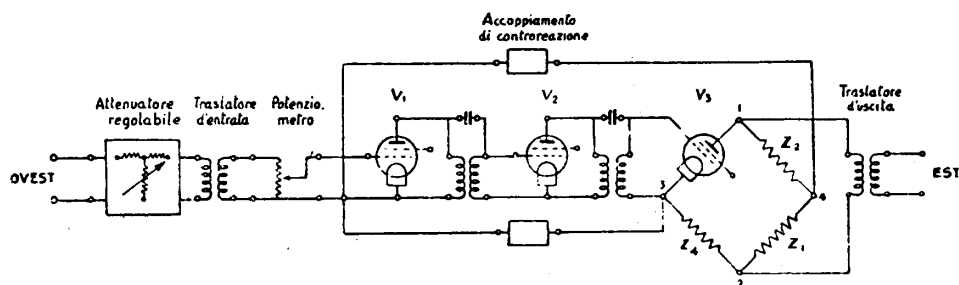 Accoppiamento
di controreazione
Attenuatore
regolabile
Traslatore
d'entrata
Potenzio-
metro
V1
V2
V3
Traslatore
d'uscita
OVEST
EST
1
Z2
3
4
Z4
Z1
2